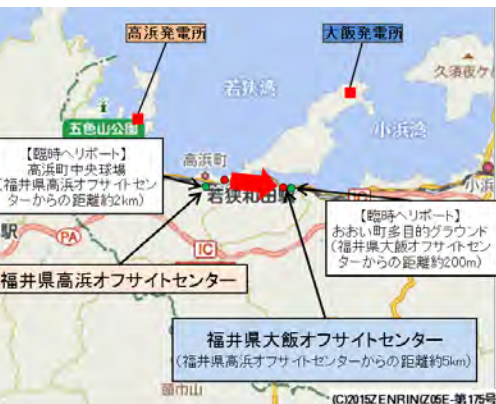 高浜発電所
大飯発電所
久須夜ケ
若狭湾
小浜湾
五色山公園
【臨時ヘリポート】
高浜町中央球場
(福井県高浜オフサイトセン
ターからの距離約2km)
高浜町
若狭和田駅
小浜
【臨時ヘリポート】
おおい町多目的グラウンド
(福井県大飯オフサイトセン
ターからの距離約200m)
駅
PA
IC
福井県高浜オフサイトセンター
福井県大飯オフサイトセンター
(福井県高浜オフサイトセンターからの距離約5km)
(C)2015ZENRIN(Z05E-第175号